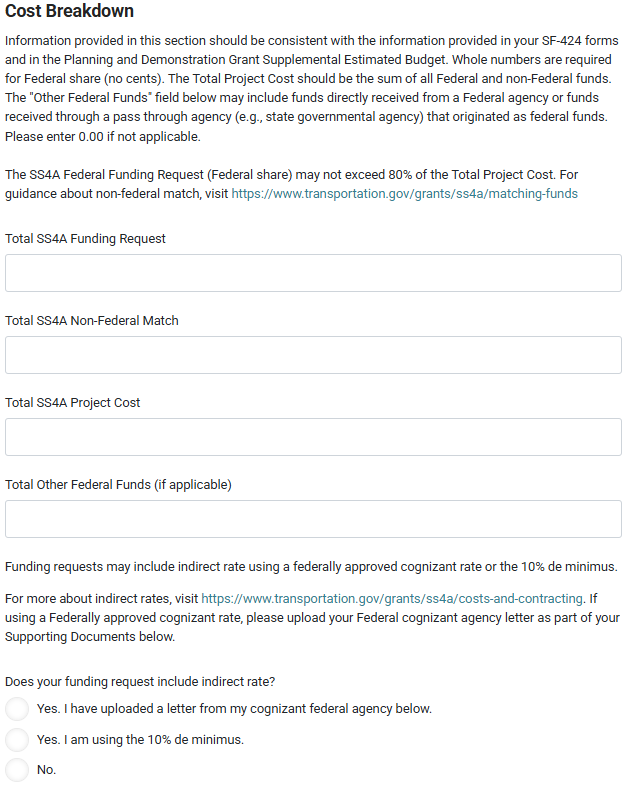 Cost Breakdown
Information provided in this section should be consistent with the information provided in your SF-424 forms
and in the Planning and Demonstration Grant Supplemental Estimated Budget. Whole numbers are required
for Federal share (no cents). The Total Project Cost should be the sum of all Federal and non-Federal funds.
The "Other Federal Funds" field below may include funds directly received from a Federal agency or funds
received through a pass through agency (e.g., state governmental agency) that originated as federal funds.
Please enter 0.00 if not applicable.
The SS4A Federal Funding Request (Federal share) may not exceed 80% of the Total Project Cost. For
guidance about non-federal match, visit https://www.transportation.gov/grants/ss4a/matching-funds
Total SS4A Funding Request
Total SS4A Non-Federal Match
Total SS4A Project Cost
Total Other Federal Funds (if applicable)
Funding requests may include indirect rate using a federally approved cognizant rate or the 10% de minimus.
For more about indirect rates, visit https://www.transportation.gov/grants/ss4a/costs-and-contracting. If
using a Federally approved cognizant rate, please upload your Federal cognizant agency letter as part of your
Supporting Documents below.
Does your funding request include indirect rate?
Yes. I have uploaded a letter from my cognizant federal agency below.
Yes. I am using the 10% de minimus.
No.